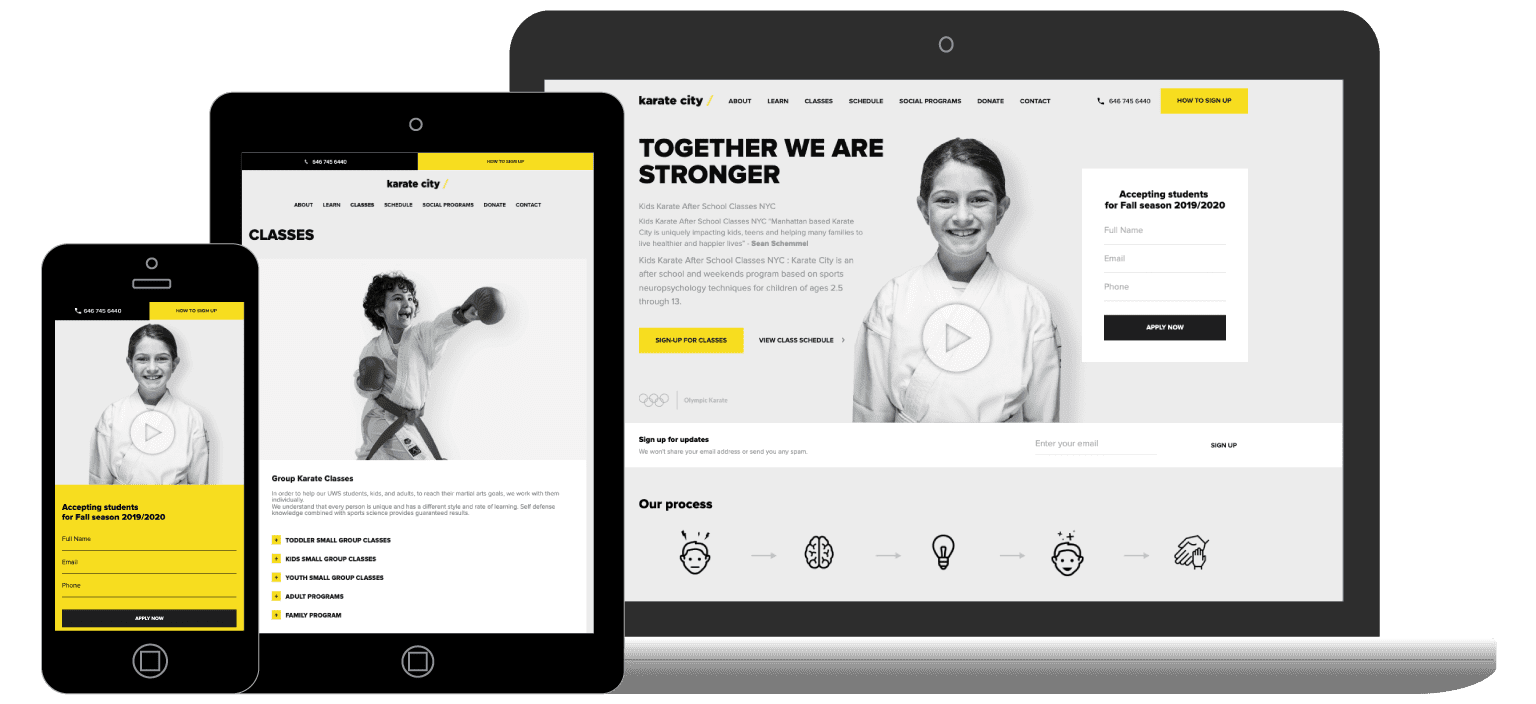 karate city /
ABOUT LEARN CLASSES SCHEDULE SOCIAL PROGRAMS DONATE CONTACT
646 745 6440
HOW TO SIGN UP
TOGETHER WE ARE
STRONGER
Kids Karate After School Classes NYC
Kids Karate After School Classes NYC "Manhattan based Karate
City is uniquely impacting kids, teens and helping many families to
live healthier and happier lives" - Sean Schemmel
Kids Karate After School Classes NYC : Karate City is an
after school and weekends program based on sports
neuropsychology techniques for children of ages 2.5
through 13.
SIGN-UP FOR CLASSES
VIEW CLASS SCHEDULE >
Olympic Karate
Accepting students
for Fall season 2019/2020
Full Name
Email
Phone
APPLY NOW
Sign up for updates
We won't share your email address or send you any spam.
Enter your email
SIGN UP
Our process
646 745 6440
HOW TO SIGN UP
karate city /
ABOUT LEARN CLASSES SCHEDULE SOCIAL PROGRAMS DONATE CONTACT
CLASSES
Group Karate Classes
In order to help our UWS students, kids, and adults, to reach their martial arts goals, we work with them
individually.
We understand that every person is unique and has a different style and rate of learning. Self defense
knowledge combined with sports science provides guaranteed results.
+ TODDLER SMALL GROUP CLASSES
+ KIDS SMALL GROUP CLASSES
+ YOUTH SMALL GROUP CLASSES
+ ADULT PROGRAMS
+ FAMILY PROGRAM
646 745 6440
HOW TO SIGN UP
Accepting students
for Fall season 2019/2020
Full Name
Email
Phone
APPLY NOW